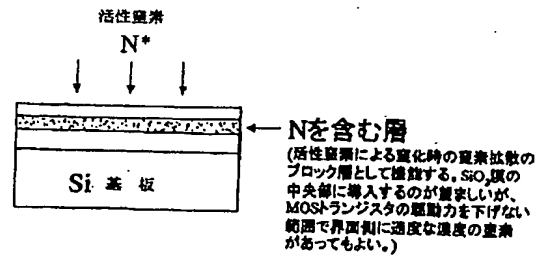 活性窒素
N*
Nを含む層
(活性窒素による窒化時の窒素拡散の
ブロック層として機能する。SiO₂膜の
中央部に導入するのが望ましいが、
MOSトランジスタの駆動力を下げない
範囲で界面側に適度な濃度の窒素
があってもよい。)
Si 基板